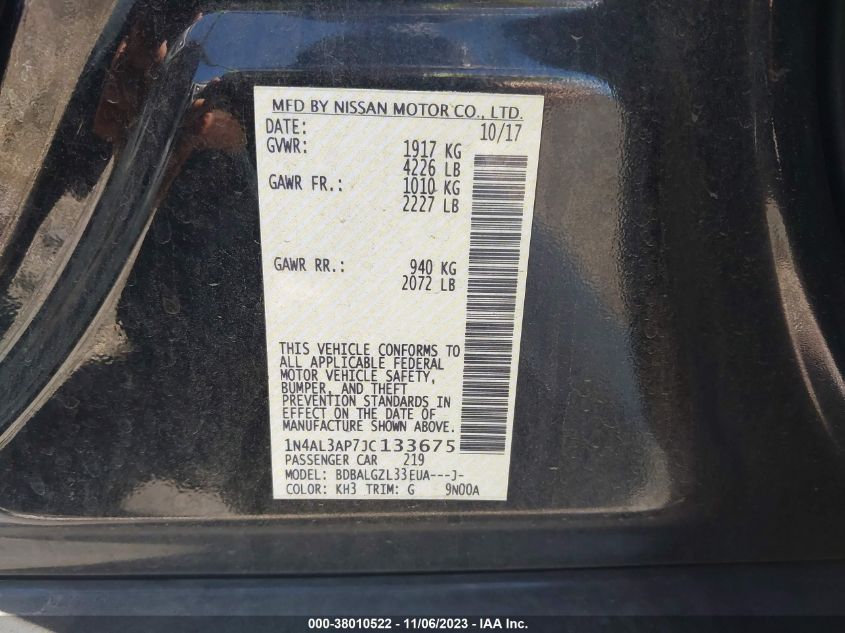 MFD BY NISSAN MOTOR CO., LTD.
DATE: 10/17
GVWR: 1917 KG
4226 LB
GAWR FR.: 1010 KG
2227 LB
GAWR RR.: 940 KG
2072 LB
THIS VEHICLE CONFORMS TO
ALL APPLICABLE FEDERAL
MOTOR VEHICLE SAFETY,
BUMPER, AND THEFT
PREVENTION STANDARDS IN
EFFECT ON THE DATE OF
MANUFACTURE SHOWN ABOVE.
1N4AL3AP7JC133675
PASSENGER CAR 219
MODEL: BDBALGZL33EUA---J-
COLOR: KH3 TRIM: G 9N00A
000-38010522 - 11/06/2023 - IAA Inc.